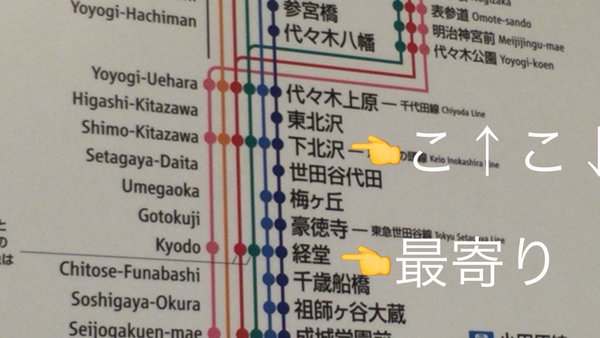 Yoyogi-Hachiman
参宮橋
代々木八幡
表参道 Omote-sando
明治神宮前 Meijijingu-mae
代々木公園 Yoyogi-koen
Yoyogi-Uehara 代々木上原 千代田線 Chiyoda Line
Higashi-Kitazawa 東北沢
Shimo-Kitazawa 下北沢 の頭線 Keio Inokashira Line
こ↑こ↓
Setagaya-Daita 世田谷代田
Umegaoka 梅ヶ丘
Gotokuji 豪徳寺 東急世田谷線 Tokyu Setagaya Line
Kyodo 経堂
最寄り
Chitose-Funabashi 千歳船橋
Soshigaya-Okura 祖師ヶ谷大蔵
Seijogakuen-mae 成城学園前